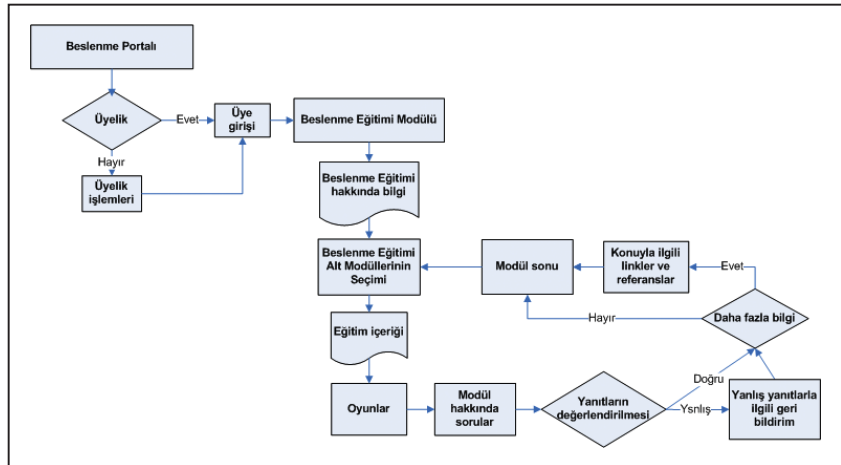 Beslenme Portalı
Üyelik
Evet
Üye
girişi
Beslenme Eğitimi Modülü
Hayır
Üyelik
işlemleri
Beslenme Eğitimi
hakkında bilgi
Beslenme Eğitimi
Alt Modüllerinin
Seçimi
Modül sonu
Konuyla ilgili
linkler ve
referanslar
Evet
Hayır
Daha fazla bilgi
Eğitim içeriği
Oyunlar
Modül
hakkında
sorular
Yanıtların
değerlendirilmesi
Doğru
Ysnlış
Yanlış yanıtlarla
ilgili geri
bildirim